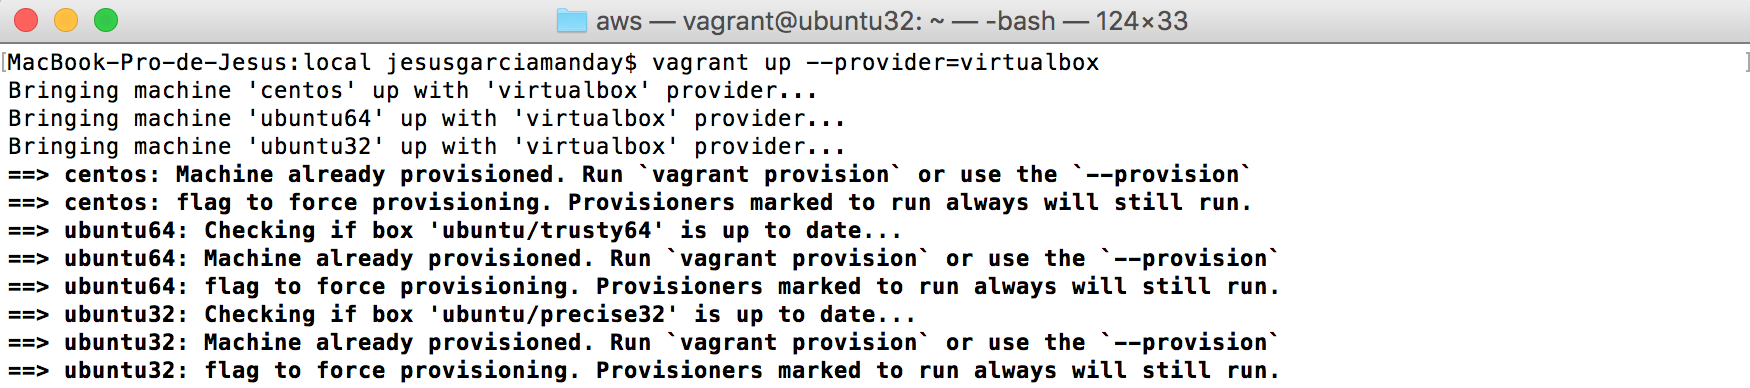 aws — vagrant@ubuntu32: ~ — -bash — 124×33
[MacBook-Pro-de-Jesus:local jesusgarciamanday$ vagrant up --provider=virtualbox ]
Bringing machine 'centos' up with 'virtualbox' provider...
Bringing machine 'ubuntu64' up with 'virtualbox' provider...
Bringing machine 'ubuntu32' up with 'virtualbox' provider...
==> centos: Machine already provisioned. Run `vagrant provision` or use the `--provision`
==> centos: flag to force provisioning. Provisioners marked to run always will still run.
==> ubuntu64: Checking if box 'ubuntu/trusty64' is up to date...
==> ubuntu64: Machine already provisioned. Run `vagrant provision` or use the `--provision`
==> ubuntu64: flag to force provisioning. Provisioners marked to run always will still run.
==> ubuntu32: Checking if box 'ubuntu/precise32' is up to date...
==> ubuntu32: Machine already provisioned. Run `vagrant provision` or use the `--provision`
==> ubuntu32: flag to force provisioning. Provisioners marked to run always will still run.